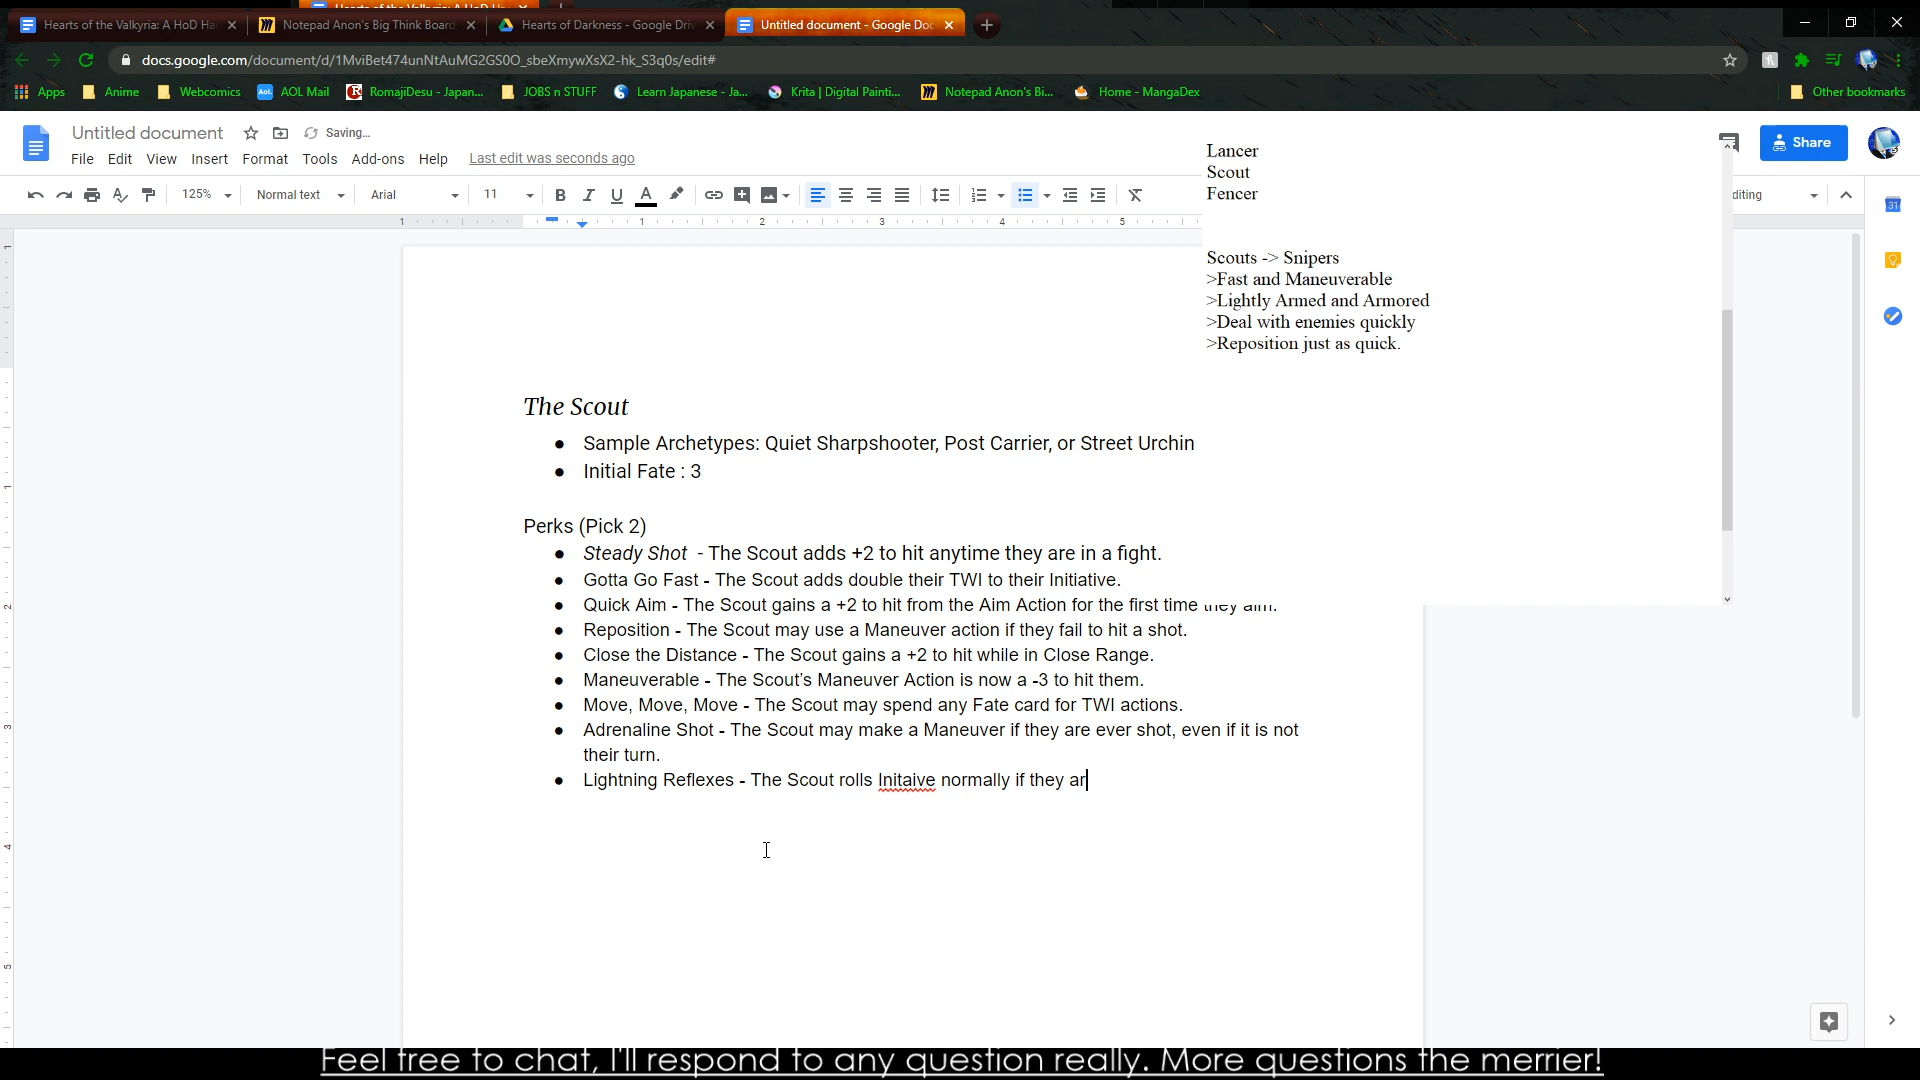 Hearts of the Valkyria: A HoD Ha
Notepad Anon's Big Think Board
Hearts of Darkness - Google Driv
Untitled document - Google Doc
docs.google.com/document/d/1MviBet474unNtAuMG2GS0O_sbeXmywXsX2-hk_S3q0s/edit#
Apps
Anime
Webcomics
AOL Mail
RomajiDesu - Japan...
JOBS n STUFF
Learn Japanese - Ja...
Krita | Digital Painti...
Notepad Anon's Bi...
Home - MangaDex
Other bookmarks
Untitled document
Saving...
File Edit View Insert Format Tools Add-ons Help
Last edit was seconds ago
Share
125%
Normal text
Arial
11
diting
Lancer
Scout
Fencer
Scouts -> Snipers
>Fast and Maneuverable
>Lightly Armed and Armored
>Deal with enemies quickly
>Reposition just as quick.
The Scout
● Sample Archetypes: Quiet Sharpshooter, Post Carrier, or Street Urchin
● Initial Fate : 3
Perks (Pick 2)
● Steady Shot - The Scout adds +2 to hit anytime they are in a fight.
● Gotta Go Fast - The Scout adds double their TWI to their Initiative.
● Quick Aim - The Scout gains a +2 to hit from the Aim Action for the first time they aim.
● Reposition - The Scout may use a Maneuver action if they fail to hit a shot.
● Close the Distance - The Scout gains a +2 to hit while in Close Range.
● Maneuverable - The Scout's Maneuver Action is now a -3 to hit them.
● Move, Move, Move - The Scout may spend any Fate card for TWI actions.
● Adrenaline Shot - The Scout may make a Maneuver if they are ever shot, even if it is not
their turn.
● Lightning Reflexes - The Scout rolls Initaive normally if they ar
Feel free to chat, I'll respond to any question really. More questions the merrier!